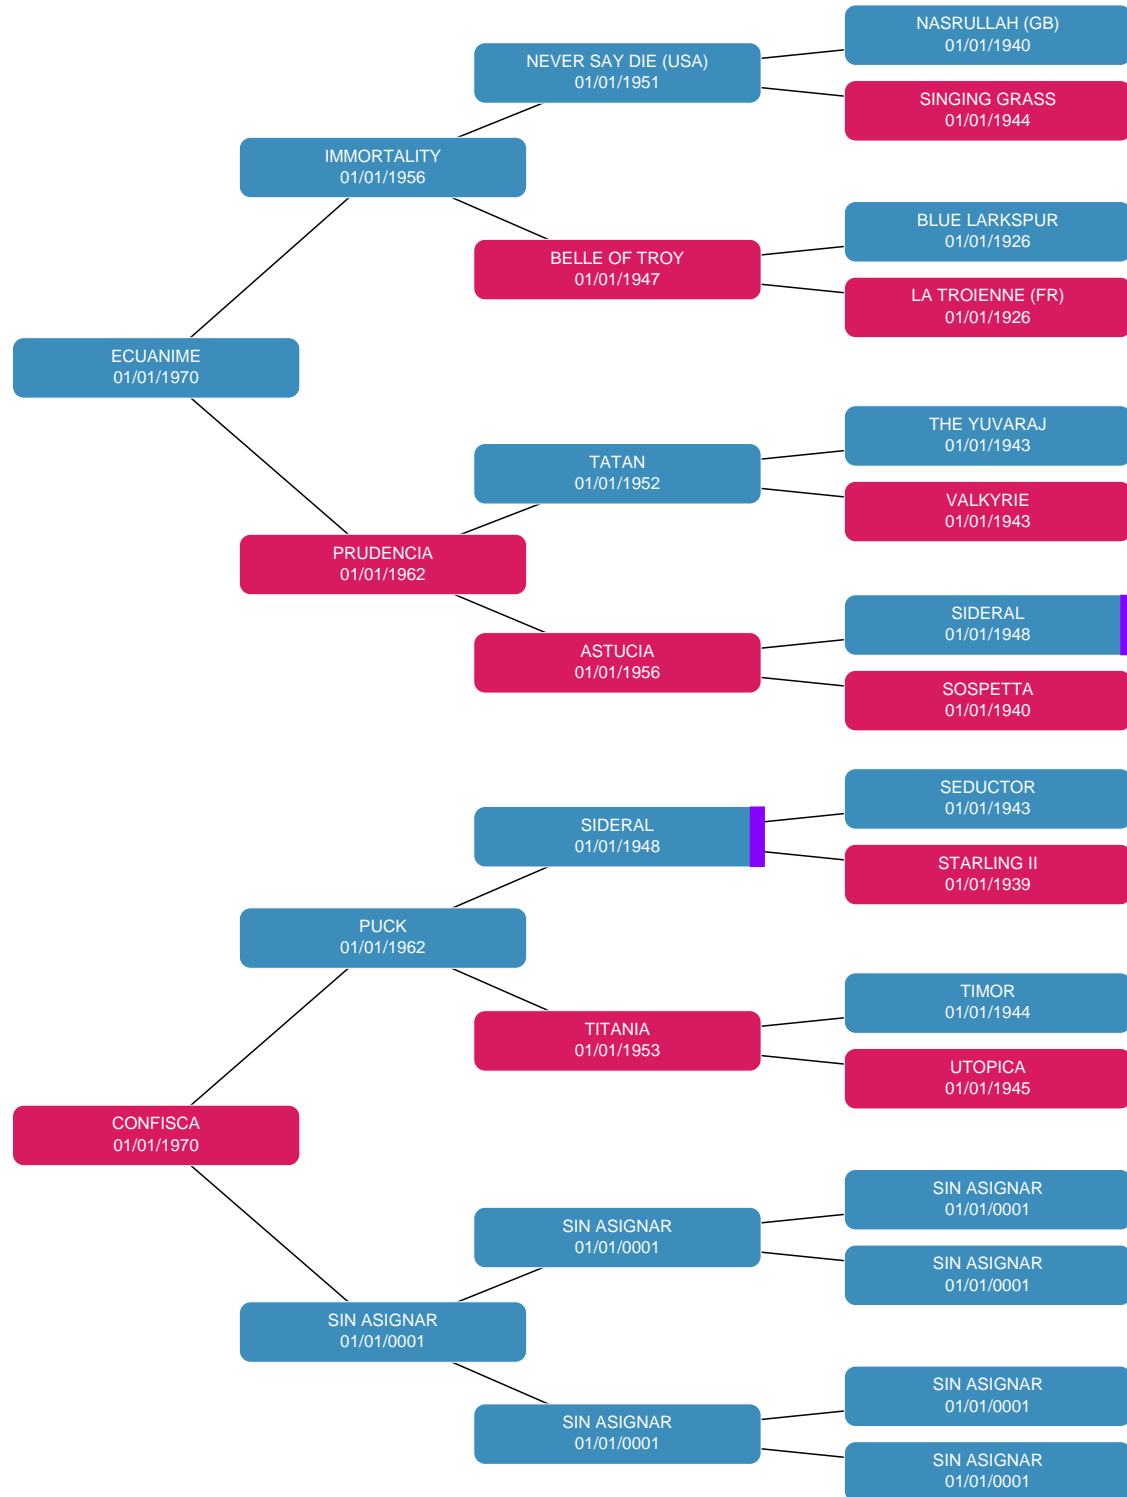 NASRULLAH (GB)
01/01/1940
NEVER SAY DIE (USA)
01/01/1951
SINGING GRASS
01/01/1944
IMMORTALITY
01/01/1956
BLUE LARKSPUR
01/01/1926
BELLE OF TROY
01/01/1947
LA TROIENNE (FR)
01/01/1926
ECUANIME
01/01/1970
THE YUVARAJ
01/01/1943
TATAN
01/01/1952
VALKYRIE
01/01/1943
PRUDENCIA
01/01/1962
SIDERAL
01/01/1948
ASTUCIA
01/01/1956
SOSPETTA
01/01/1940
SEDUCTOR
01/01/1943
SIDERAL
01/01/1948
STARLING II
01/01/1939
PUCK
01/01/1962
TIMOR
01/01/1944
TITANIA
01/01/1953
UTOPICA
01/01/1945
CONFISCA
01/01/1970
SIN ASIGNAR
01/01/0001
SIN ASIGNAR
01/01/0001
SIN ASIGNAR
01/01/0001
SIN ASIGNAR
01/01/0001
SIN ASIGNAR
01/01/0001
SIN ASIGNAR
01/01/0001
SIN ASIGNAR
01/01/0001